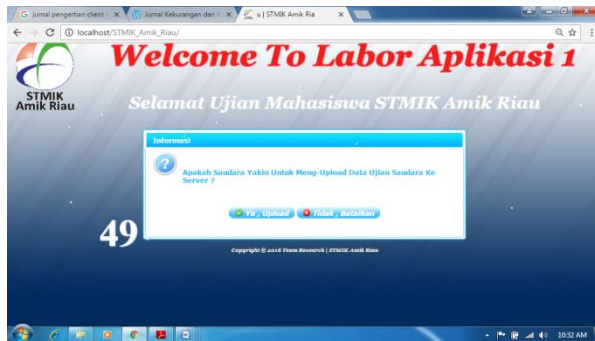 jurnal pengertian client
Jurnal Kekurangan dan
u | STMIK Amik Ria
localhost/STMIK_Amik_Riau/
Welcome To Labor Aplikasi 1
STMIK
Amik Riau
Selamat Ujian Mahasiswa STMIK Amik Riau
Informasi
Apakah Saudara Yakin Untuk Meng-Upload Data Ujian Saudara Ke
Server ?
Ya , Upload
Tidak , Batalkan
49
Copyright © 2016 Team Research | STMIK Amik Riau
10:32 AM